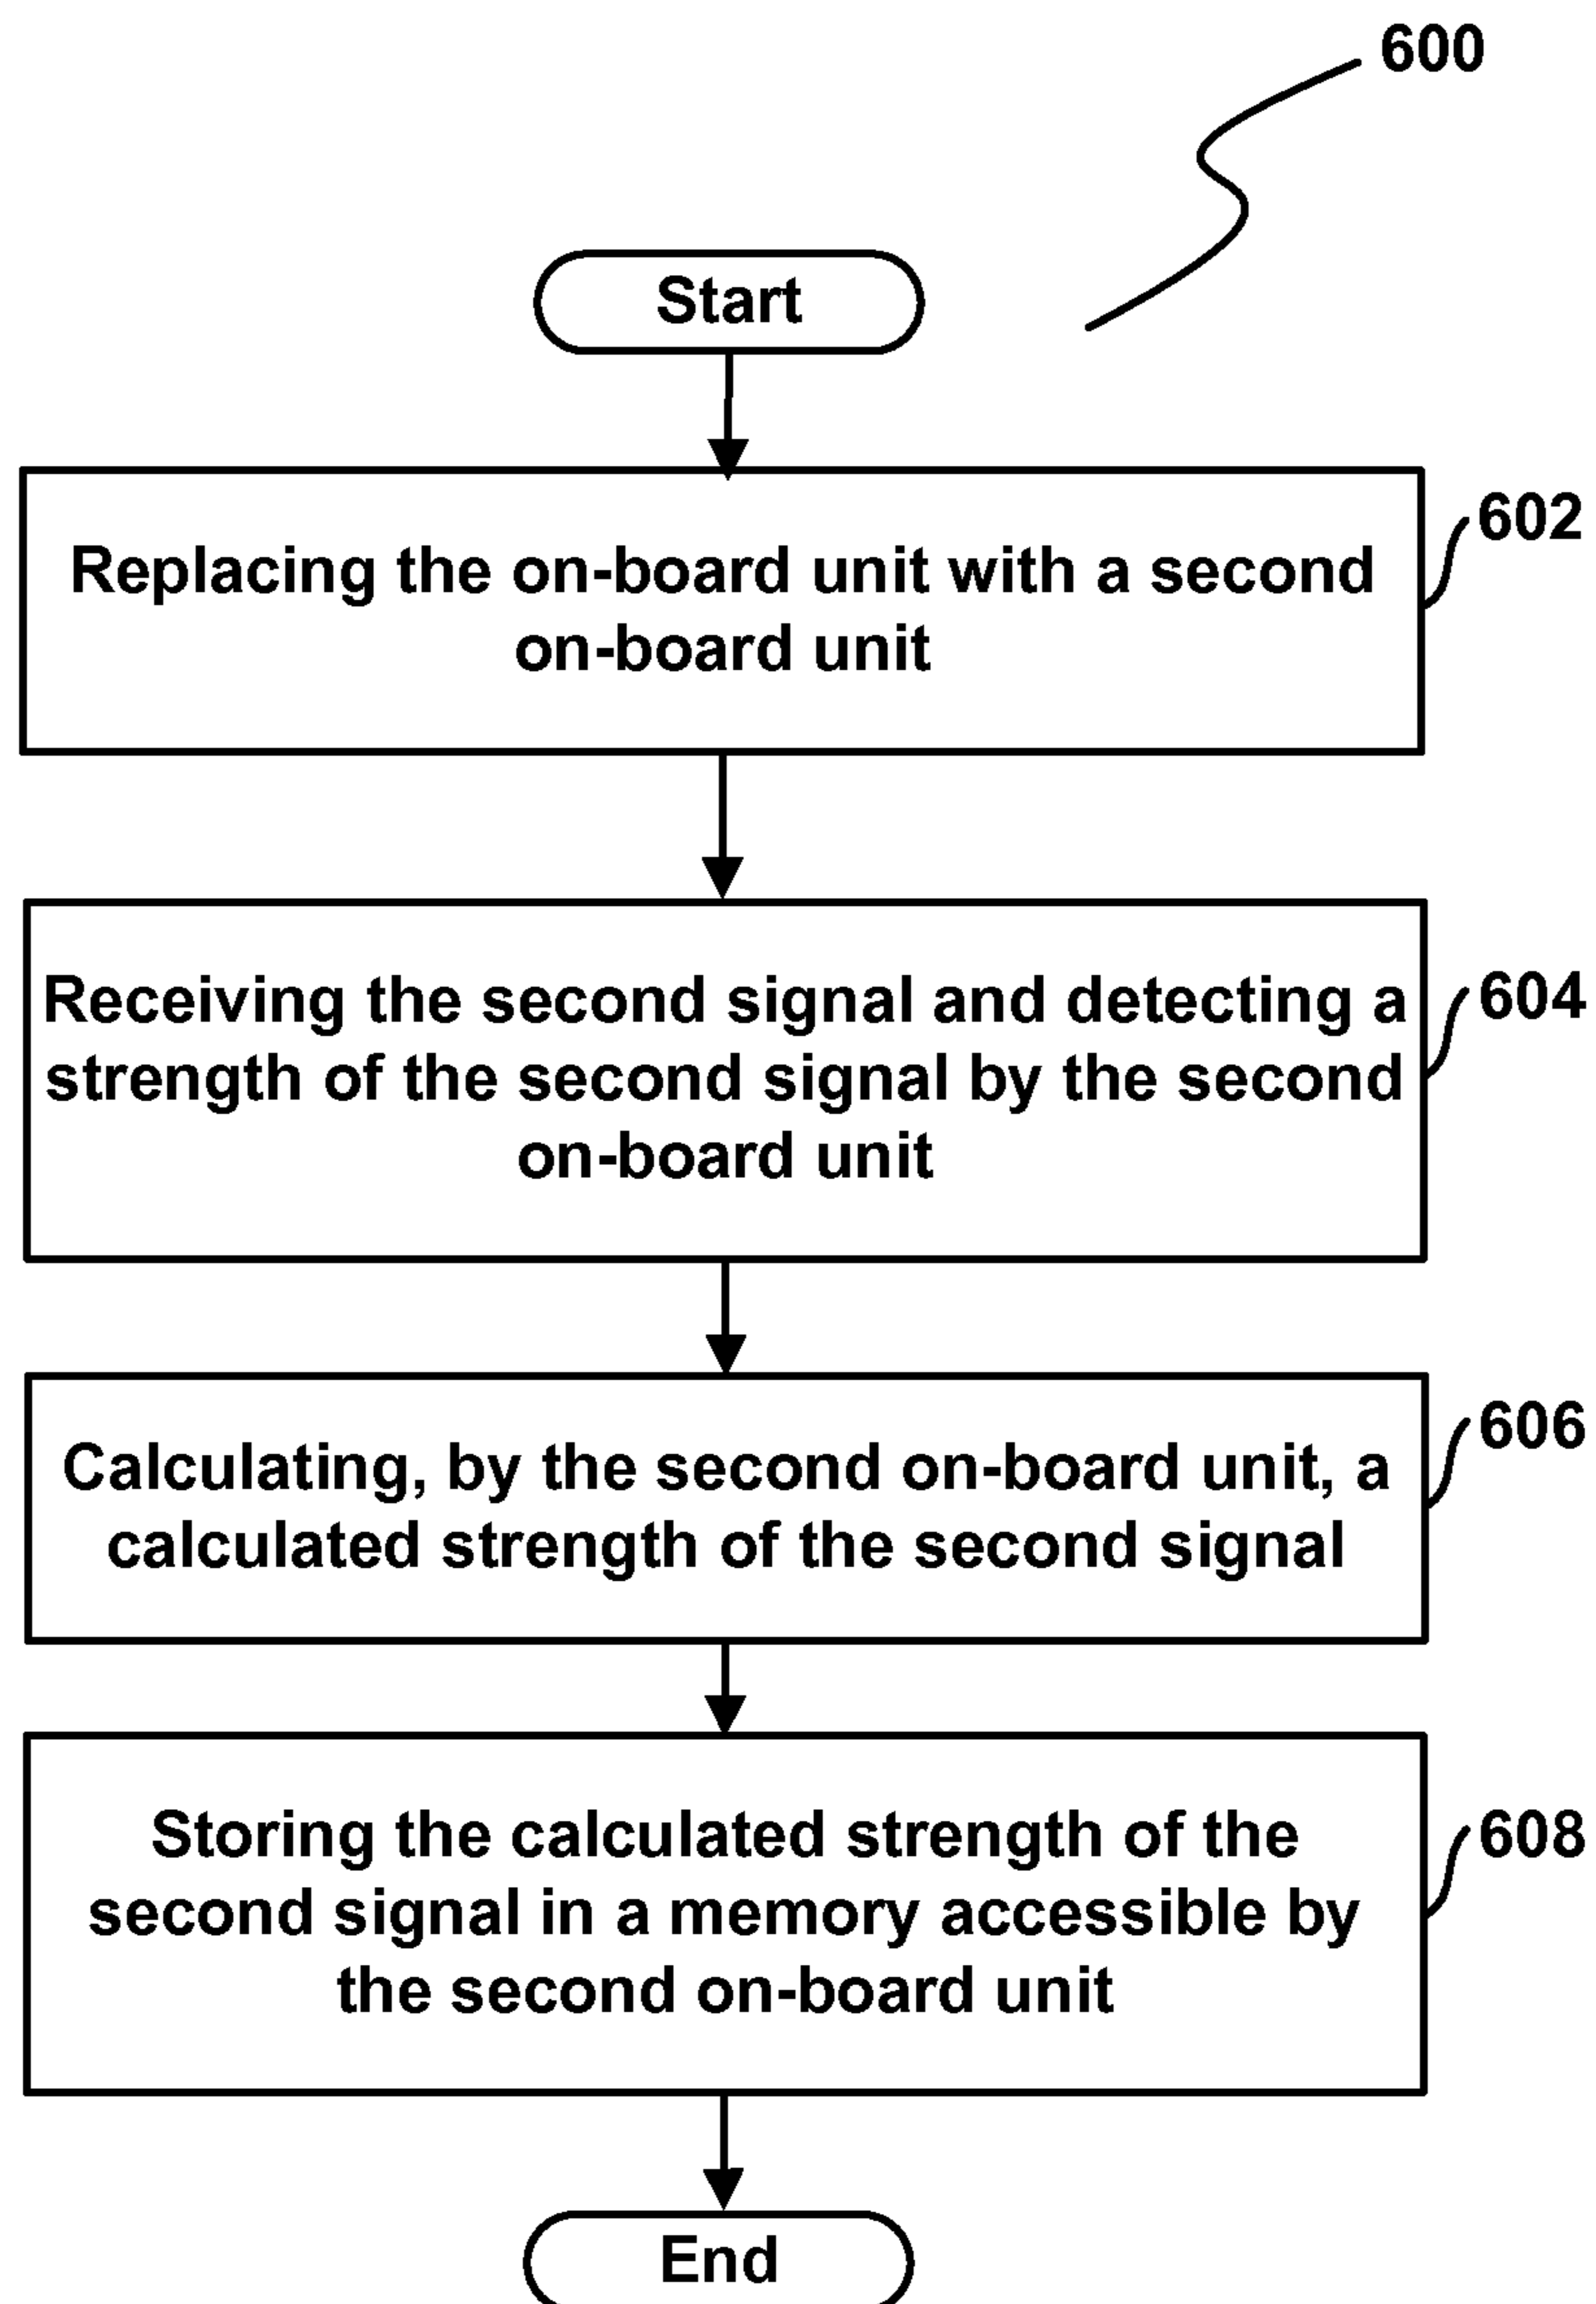 600
Start
Replacing the on-board unit with a second
on-board unit
602
Receiving the second signal and detecting a
strength of the second signal by the second
on-board unit
604
Calculating, by the second on-board unit, a
calculated strength of the second signal
606
Storing the calculated strength of the
second signal in a memory accessible by
the second on-board unit
608
End